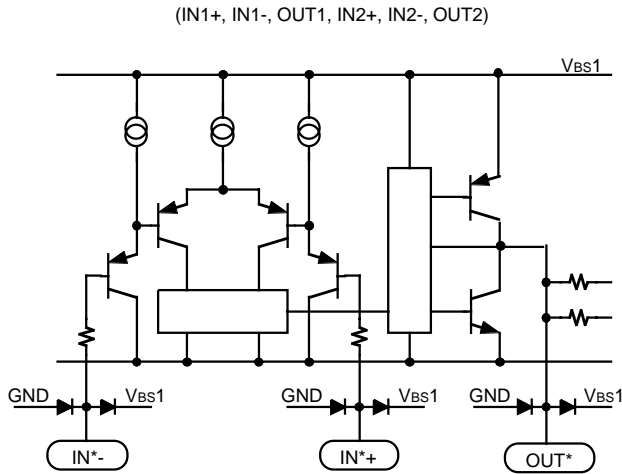 (IN1+, IN1-, OUT1, IN2+, IN2-, OUT2)
VBS1
GND
VBS1
GND
VBS1
GND
VBS1
IN*-
IN*+
OUT*